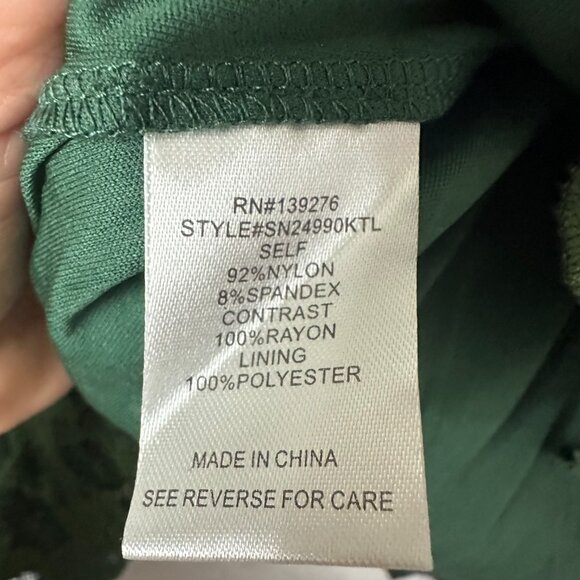 RN#139276
STYLE#SN24990KTL
SELF
92%NYLON
8%SPANDEX
CONTRAST
100%RAYON
LINING
100%POLYESTER
MADE IN CHINA
SEE REVERSE FOR CARE